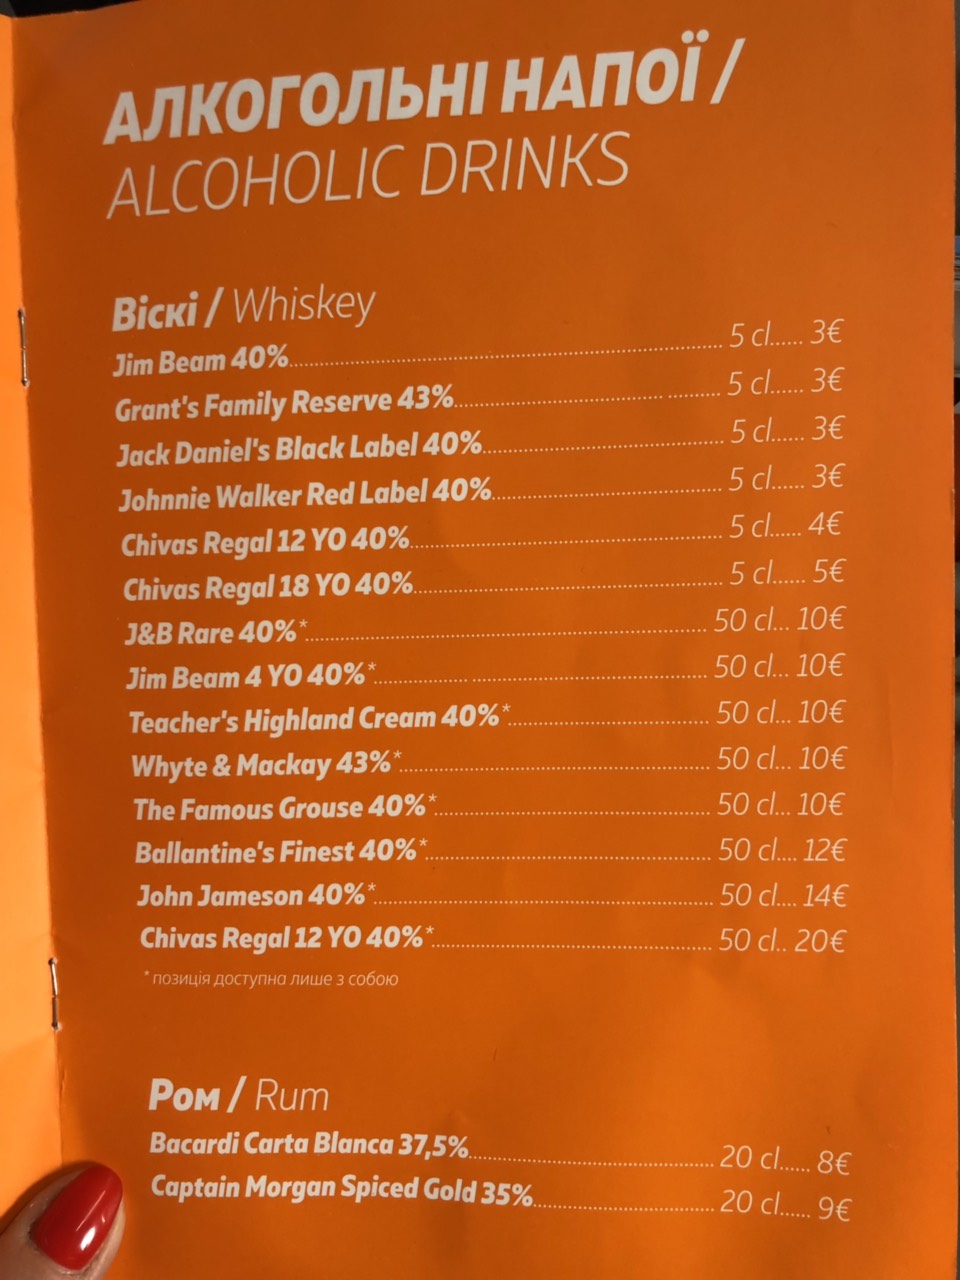 АЛКОГОЛЬНІ НАПОЇ /
ALCOHOLIC DRINKS
Віскі / Whiskey
Jim Beam 40%........ 5 cl...... 3€
Grant's Family Reserve 43%........ 5 cl...... 3€
Jack Daniel's Black Label 40%........ 5 cl...... 3€
Johnnie Walker Red Label 40%........ 5 cl...... 3€
Chivas Regal 12 YO 40%........ 5 cl..... 4€
Chivas Regal 18 YO 40%........ 5 cl...... 5€
J&B Rare 40%*........ 50 cl... 10€
Jim Beam 4 YO 40%*........ 50 cl... 10€
Teacher's Highland Cream 40%*........ 50 cl... 10€
Whyte & Mackay 43%*........ 50 cl... 10€
The Famous Grouse 40%*........ 50 cl... 10€
Ballantine's Finest 40%*........ 50 cl.... 12€
John Jameson 40%*........ 50 cl.... 14€
Chivas Regal 12 YO 40%*........ 50 cl.. 20€
* позиція доступна лише з собою
Ром / Rum
Bacardi Carta Blanca 37,5%........ 20 cl..... 8€
Captain Morgan Spiced Gold 35%........ 20 cl...... 9€